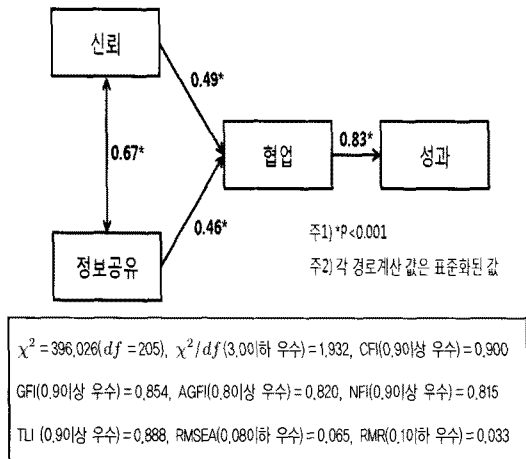 신뢰
0.49*
0.67*
협업
0.83*
성과
0.46*
정보공유
주1) *P<0.001
주2) 각 경로계산 값은 표준화된 값
χ² = 396.026(df = 205), χ²/df(3.00이하 우수)=1.932, CFI(0.90이상 우수)=0.900
GFI(0.90이상 우수)=0.854, AGFI(0.80이상 우수)=0.820, NFI(0.90이상 우수)=0.815
TLI (0.90이상 우수)=0.888, RMSEA(0.080이하 우수)=0.065, RMR(0.10이하 우수)=0.033